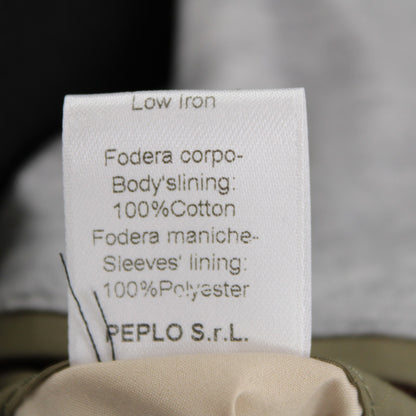 Low Iron
Fodera corpo-
Body'slining:
100%Cotton
Fodera maniche-
Sleeves' lining:
100%Polyester
PEPLO S.r.L.